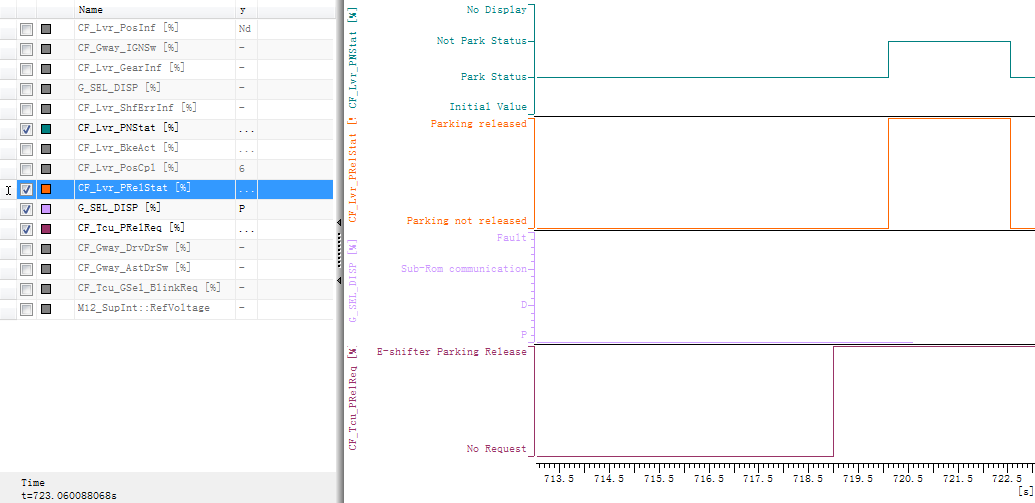 Name y
CF_Lvr_PosInf [%] Nd
CF_Gway_IGNSw [%] -
CF_Lvr_GearInf [%] -
G_SEL_DISP [%] -
CF_Lvr_ShfErrInf [%] -
CF_Lvr_PNStat [%] ...
CF_Lvr_BkeAct [%] ...
CF_Lvr_PosCpl [%] 6
CF_Lvr_PRelStat [%] ...
G_SEL_DISP [%] P
CF_Tcu_PRelReq [%] ...
CF_Gway_DrvDrSw [%] -
CF_Gway_AstDrSw [%] -
CF_Tcu_GSel_BlinkReq [%] -
M12_SupInt::RefVoltage -
Time
t=723.060088068s
CF_Lvr_PNStat [%]
No Display
Not Park Status
Park Status
Initial Value
CF_Lvr_PRelStat [%
Parking released
Parking not released
G_SEL_DISP [%]
Fault
Sub-Rom communication
D
P
CF_Tcu_PRelReq [%
E-shifter Parking Release
No Request
713.5 714.5 715.5 716.5 717.5 718.5 719.5 720.5 721.5 722.5
[s]